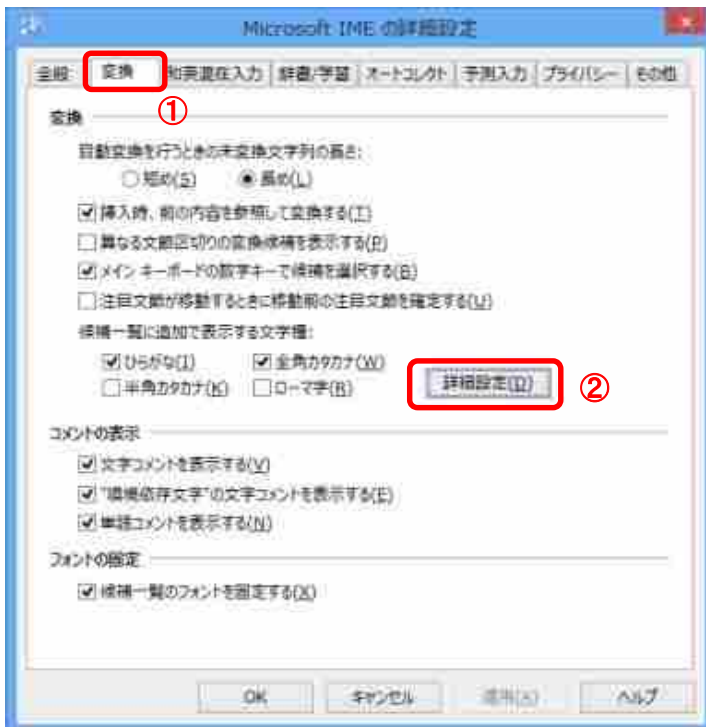 Microsoft IME の詳細設定
全般 変換 和英混在入力 辞書/学習 オートコレクト 予測入力 プライバシー その他
①
変換
自動変換を行うときの未変換文字列の長さ:
短め(S) 長め(L)
挿入時、前の内容を参照して変換する(T)
異なる文節区切りの変換候補を表示する(P)
メイン キーボードの数字キーで候補を選択する(B)
注目文節が移動するときに移動前の注目文節を確定する(U)
候補一覧に追加で表示する文字種:
ひらがな(I) 全角カタカナ(W)
半角カタカナ(K) ローマ字(R)
詳細設定(D) ②
コメントの表示
文字コメントを表示する(V)
"環境依存文字"の文字コメントを表示する(E)
単語コメントを表示する(N)
フォントの固定
候補一覧のフォントを固定する(X)
OK キャンセル 適用(A) ヘルプ